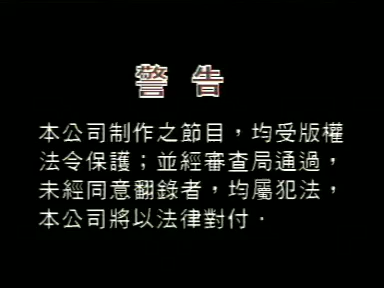 警告
本公司制作之節目，均受版權
法令保護；並經審查局通過，
未經同意翻錄者，均屬犯法，
本公司將以法律對付．